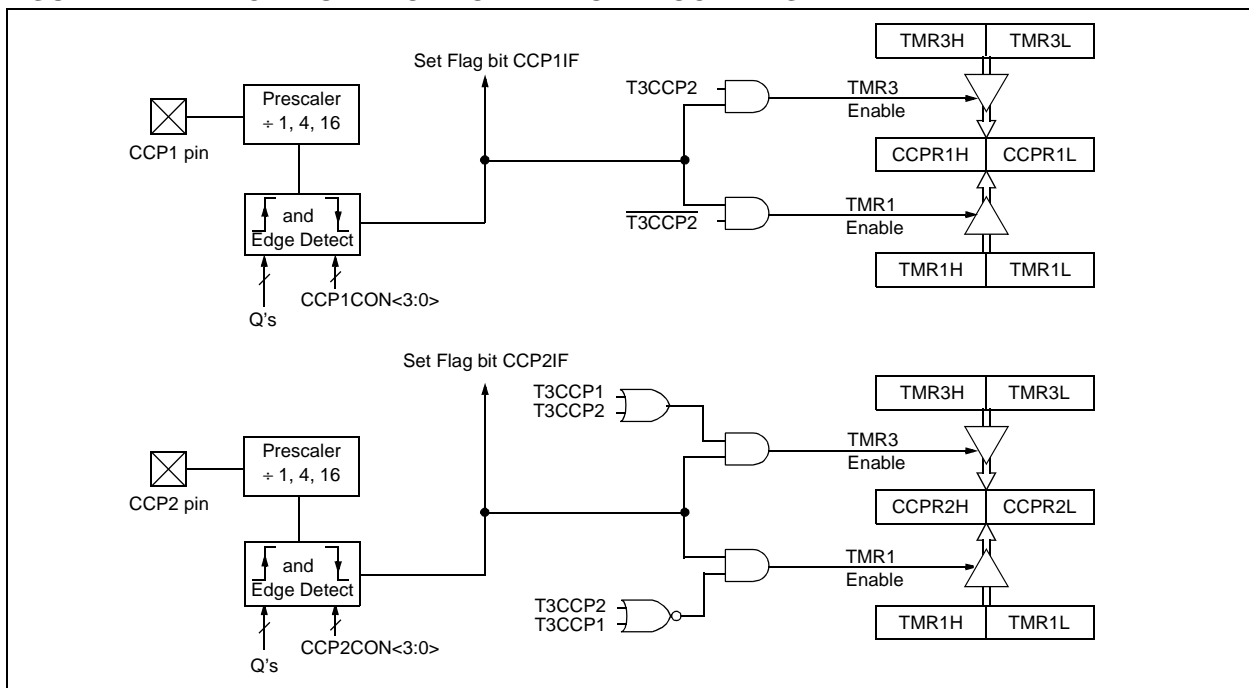 TMR3H TMR3L
Set Flag bit CCP1IF
T3CCP2
TMR3
Enable
Prescaler
÷ 1, 4, 16
CCP1 pin
CCPR1H CCPR1L
and
Edge Detect
T3CCP2
TMR1
Enable
TMR1H TMR1L
CCP1CON<3:0>
Q's
Set Flag bit CCP2IF
TMR3H TMR3L
T3CCP1
T3CCP2
TMR3
Enable
Prescaler
÷ 1, 4, 16
CCP2 pin
CCPR2H CCPR2L
and
Edge Detect
TMR1
Enable
T3CCP2
T3CCP1
TMR1H TMR1L
CCP2CON<3:0>
Q's